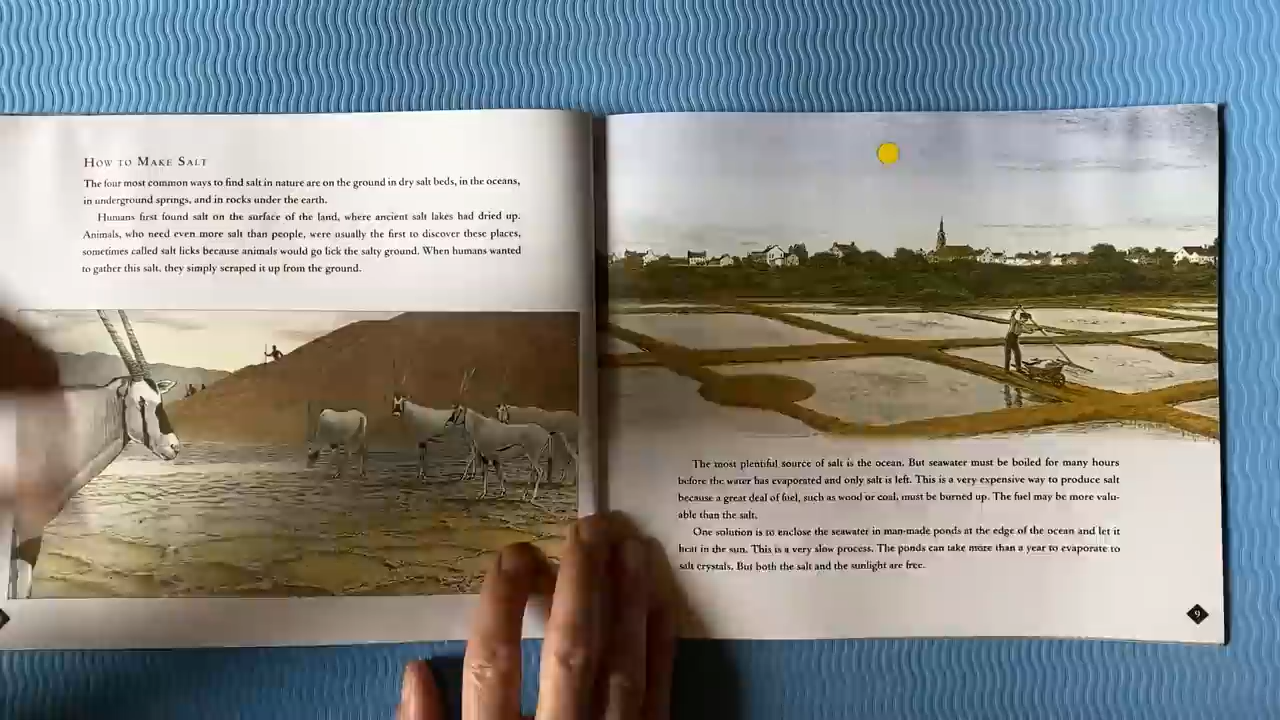 How to Make Salt
The four most common ways to find salt in nature are on the ground in dry salt beds, in the oceans,
in underground springs, and in rocks under the earth.
Humans first found salt on the surface of the land, where ancient salt lakes had dried up.
Animals, who need even more salt than people, were usually the first to discover these places,
sometimes called salt licks because animals would go lick the salty ground. When humans wanted
to gather this salt, they simply scraped it up from the ground.
The most plentiful source of salt is the ocean. But seawater must be boiled for many hours
before the water has evaporated and only salt is left. This is a very expensive way to produce salt
because a great deal of fuel, such as wood or coal, must be burned up. The fuel may be more valu-
able than the salt.
One solution is to enclose the seawater in man-made ponds at the edge of the ocean and let it
heat in the sun. This is a very slow process. The ponds can take more than a year to evaporate to
salt crystals. But both the salt and the sunlight are free.
9